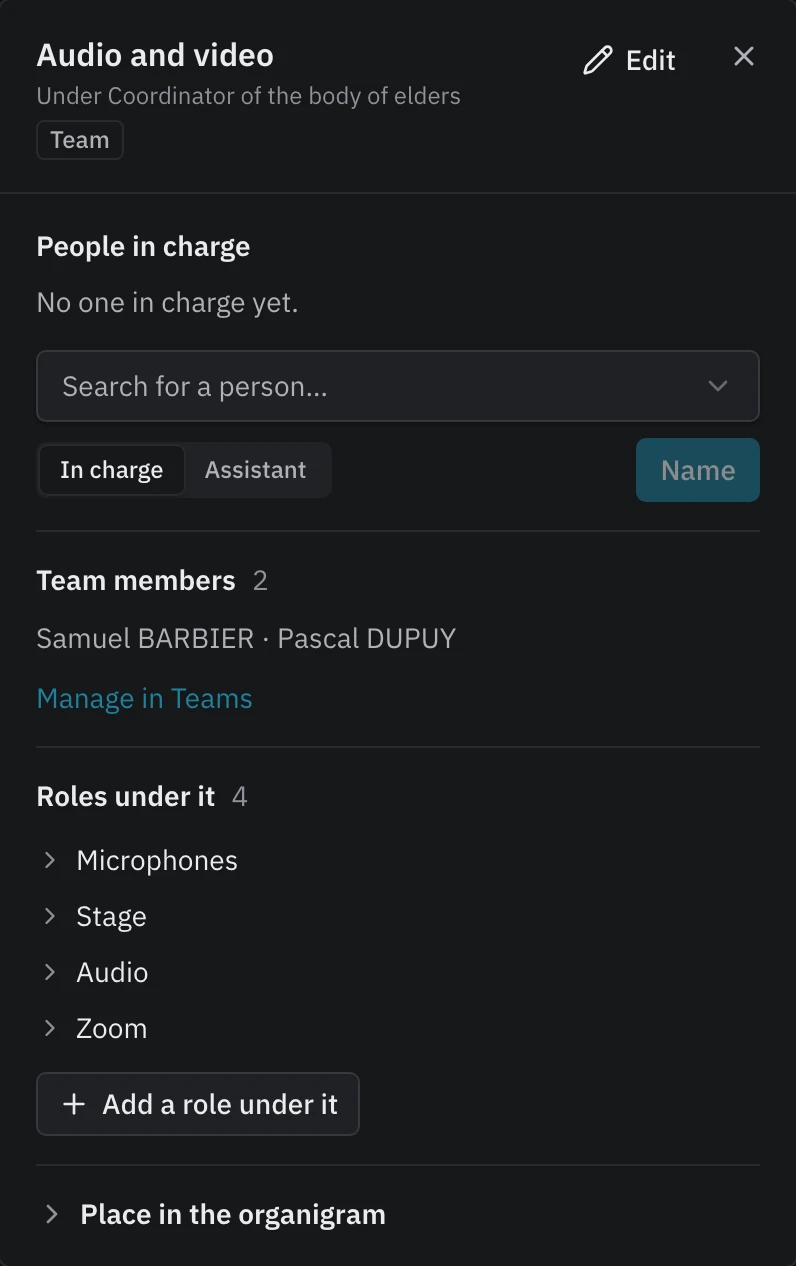 Audio and video
Edit
Under Coordinator of the body of elders
Team
People in charge
No one in charge yet.
Search for a person...
In charge
Assistant
Name
Team members 2
Samuel BARBIER · Pascal DUPUY
Manage in Teams
Roles under it 4
Microphones
Stage
Audio
Zoom
Add a role under it
Place in the organigram